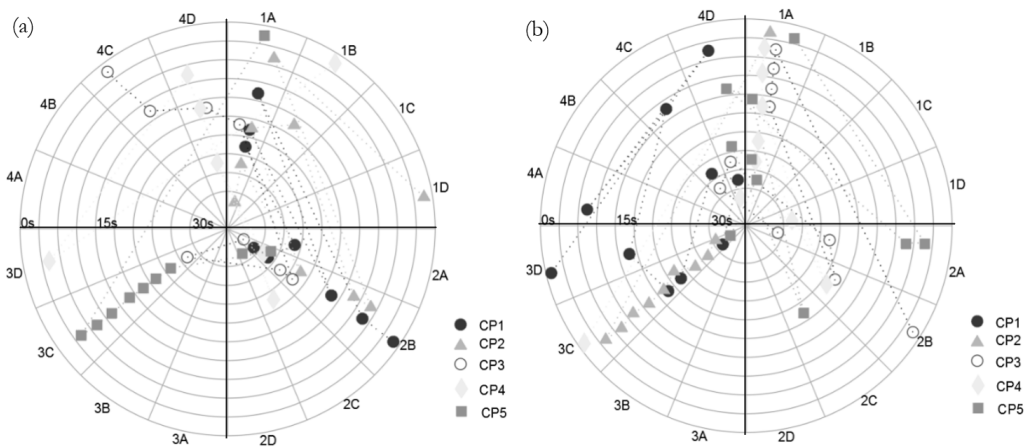 (a)
4D
1A
4C
1B
4B
1C
4A
1D
0s
15s
30s
3D
2A
3C
2B
3B
2C
3A
2D
CP1
CP2
CP3
CP4
CP5
(b)
4D
1A
4C
1B
4B
1C
4A
1D
0s
15s
30s
3D
2A
3C
2B
3B
2C
3A
2D
CP1
CP2
CP3
CP4
CP5